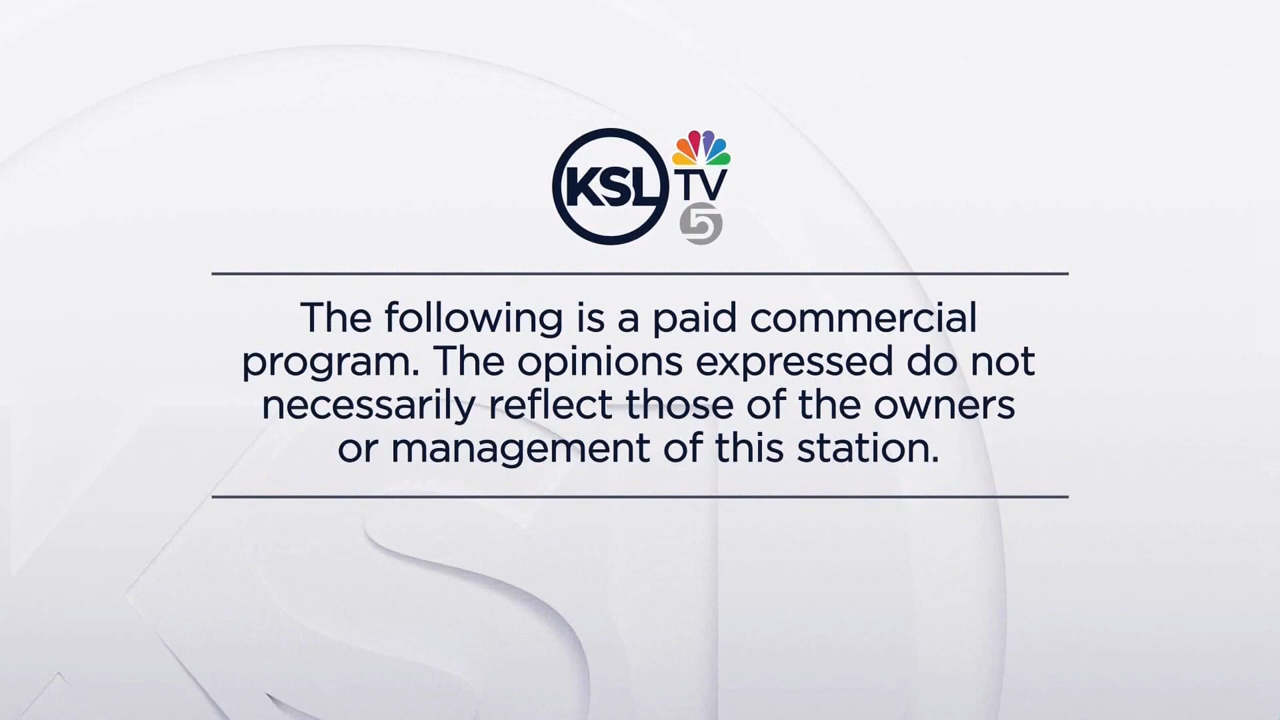 KSL TV
5
The following is a paid commercial
program. The opinions expressed do not
necessarily reflect those of the owners
or management of this station.
KSL